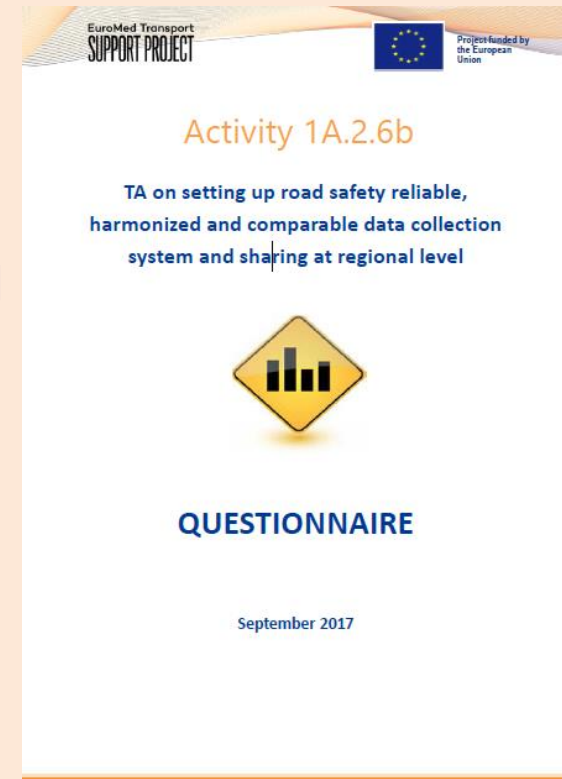 EuroMed Transport
SUPPORT PROJECT
Project funded by
the European
Union
Activity 1A.2.6b
TA on setting up road safety reliable,
harmonized and comparable data collection
system and sharing at regional level
QUESTIONNAIRE
September 2017